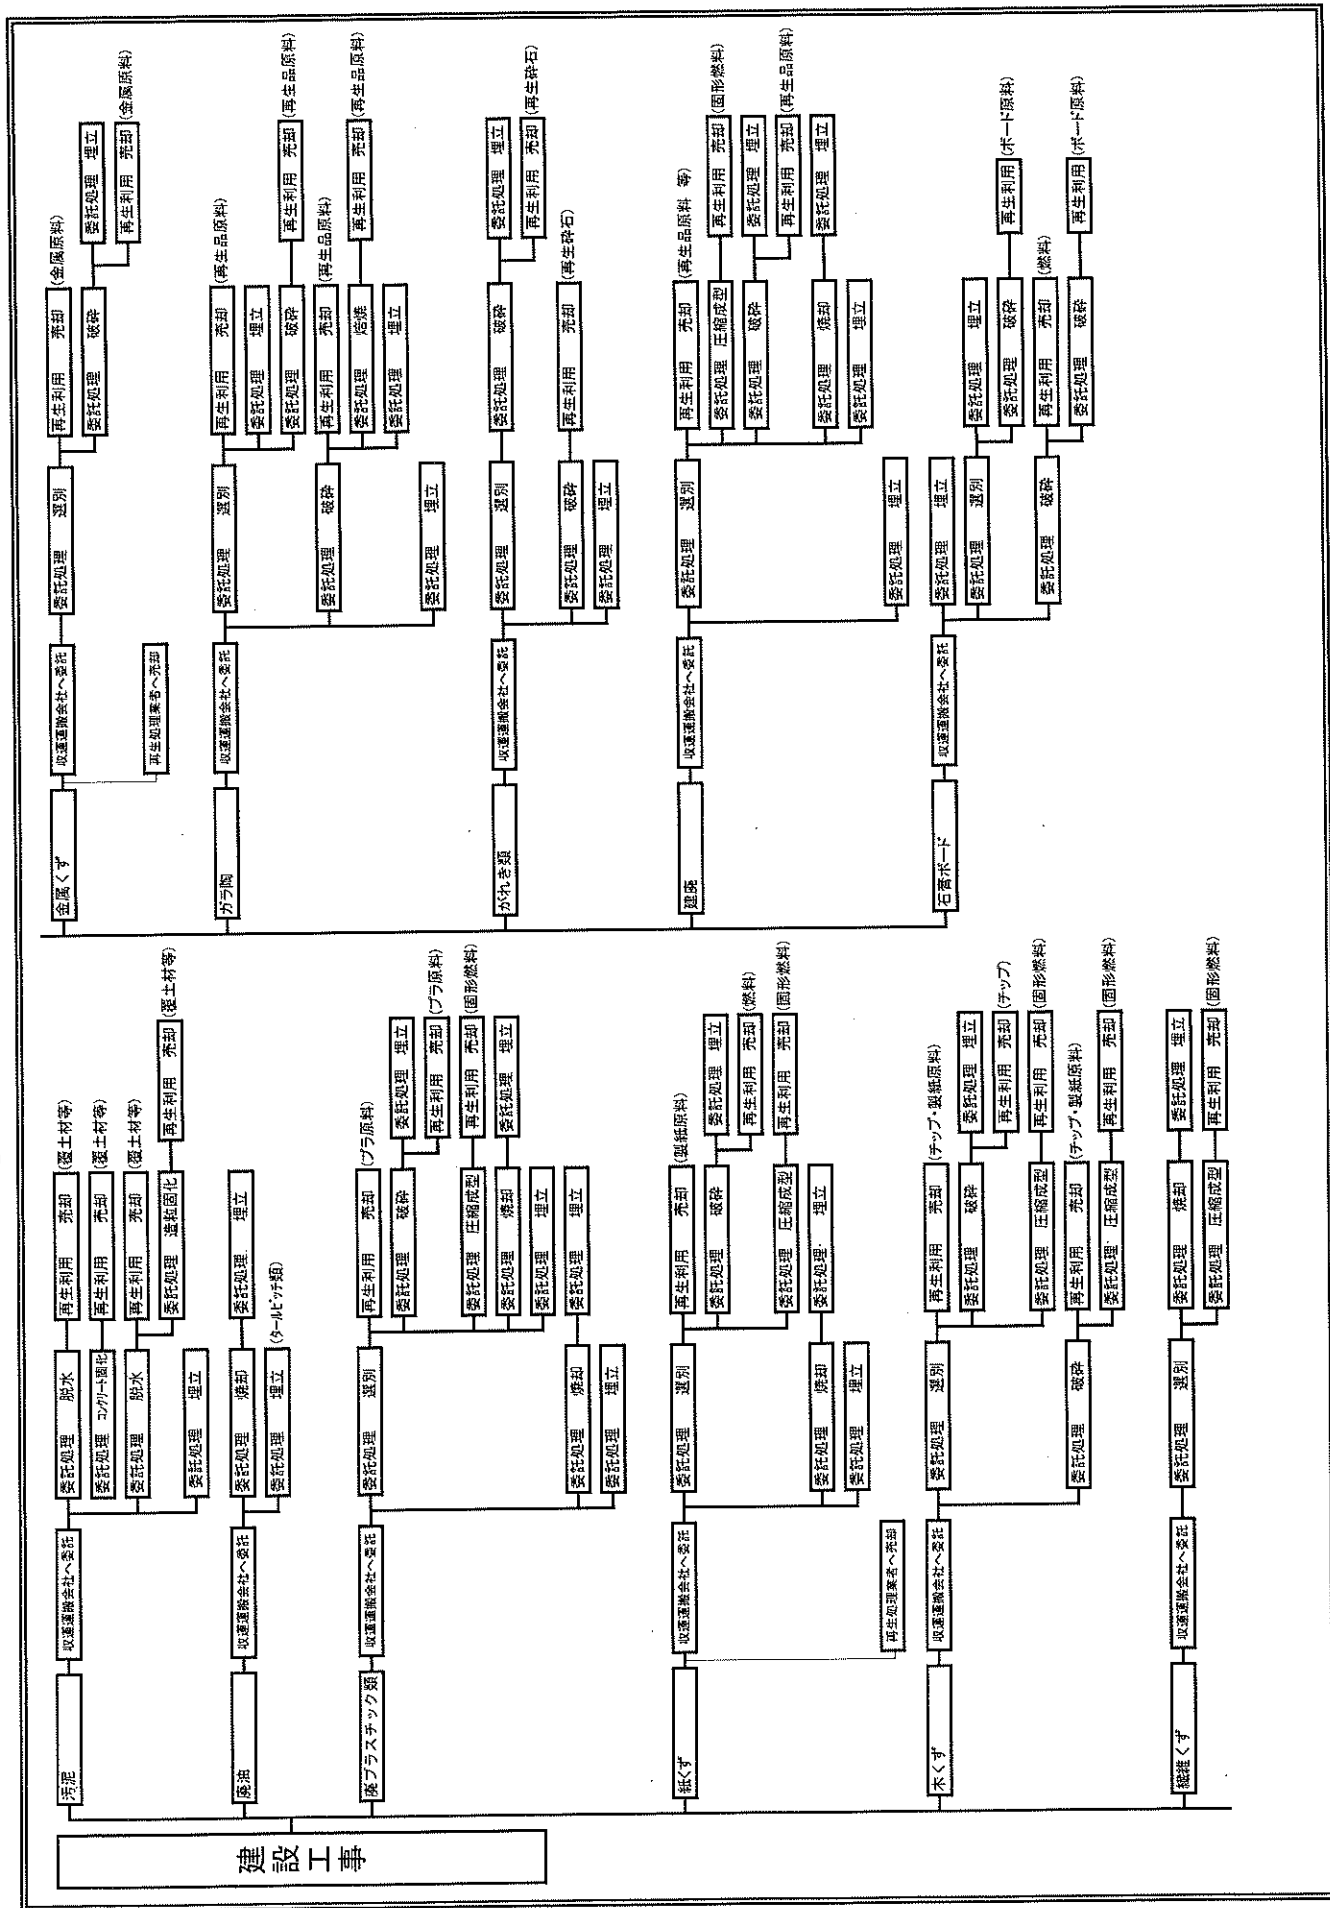 建設工事
汚泥
収運運搬会社へ委託
委託処理 脱水
再生利用 売却
(覆土材等)
委託処理 コンクリート固化
再生利用 売却
(覆土材等)
委託処理 脱水
再生利用 売却
(覆土材等)
委託処理 造粒固化
再生利用 売却
(覆土材等)
委託処理 埋立
廃油
収運運搬会社へ委託
委託処理 焼却
委託処理 埋立
委託処理 埋立
(タールピッチ類)
廃プラスチック類
収運運搬会社へ委託
委託処理 選別
再生利用 売却
(プラ原料)
委託処理 破砕
委託処理 埋立
再生利用 売却
(プラ原料)
委託処理 圧縮成型
再生利用 売却
(固形燃料)
委託処理 焼却
委託処理 埋立
委託処理 埋立
委託処理 焼却
委託処理 埋立
委託処理 埋立
紙くず
収運運搬会社へ委託
委託処理 選別
再生利用 売却
(製紙原料)
委託処理 破砕
委託処理 埋立
再生利用 売却
(燃料)
委託処理 圧縮成型
再生利用 売却
(固形燃料)
委託処理 焼却
委託処理 埋立
委託処理 埋立
再生処理業者へ売却
木くず
収運運搬会社へ委託
委託処理 選別
再生利用 売却
(チップ・製紙原料)
委託処理 破砕
委託処理 埋立
再生利用 売却
(チップ)
委託処理 圧縮成型
再生利用 売却
(固形燃料)
委託処理 破砕
再生利用 売却
(チップ・製紙原料)
委託処理 圧縮成型
再生利用 売却
(固形燃料)
繊維くず
収運運搬会社へ委託
委託処理 選別
委託処理 焼却
委託処理 埋立
委託処理 圧縮成型
再生利用 売却
(固形燃料)
金属くず
収運運搬会社へ委託
委託処理 選別
再生利用 売却
(金属原料)
委託処理 破砕
委託処理 埋立
再生利用 売却
(金属原料)
再生処理業者へ売却
ガラ陶
収運運搬会社へ委託
委託処理 選別
再生利用 売却
(再生品原料)
委託処理 埋立
委託処理 破砕
再生利用 売却
(再生品原料)
委託処理 破砕
再生利用 売却
(再生品原料)
委託処理 焙焼
再生利用 売却
(再生品原料)
委託処理 埋立
委託処理 埋立
がれき類
収運運搬会社へ委託
委託処理 選別
委託処理 破砕
委託処理 埋立
再生利用 売却
(再生砕石)
委託処理 破砕
再生利用 売却
(再生砕石)
委託処理 埋立
建廃
収運運搬会社へ委託
委託処理 選別
再生利用 売却
(再生品原料 等)
委託処理 圧縮成型
再生利用 売却
(固形燃料)
委託処理 破砕
委託処理 埋立
再生利用 売却
(再生品原料)
委託処理 焼却
委託処理 埋立
委託処理 埋立
委託処理 埋立
石膏ボード
収運運搬会社へ委託
委託処理 埋立
委託処理 選別
委託処理 埋立
委託処理 破砕
再生利用
(ボード原料)
委託処理 破砕
再生利用 売却
(燃料)
委託処理 破砕
再生利用
(ボード原料)